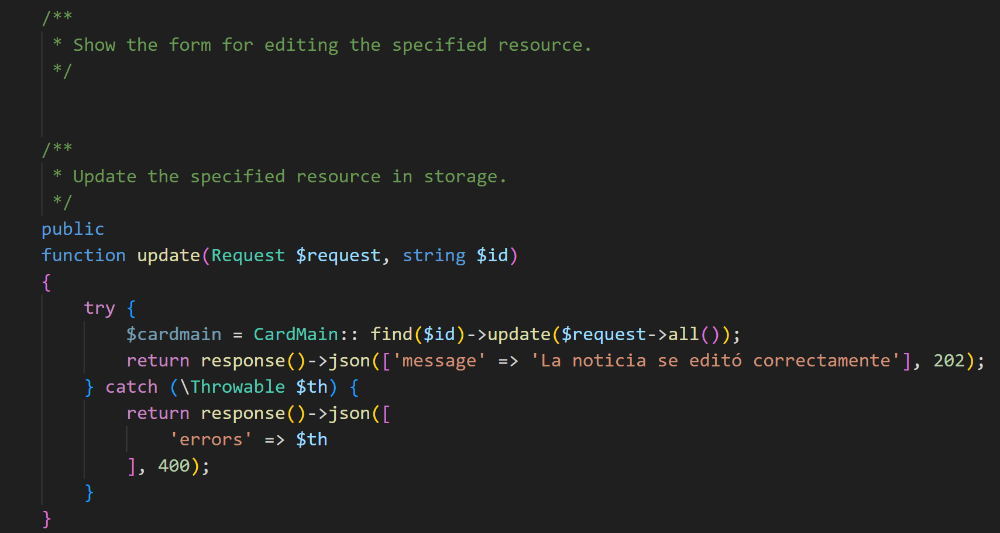 /**
 * Show the form for editing the specified resource.
 */
/**
 * Update the specified resource in storage.
 */
public
function update(Request $request, string $id)
{
    try {
        $cardmain = CardMain:: find($id)->update($request->all());
        return response()->json(['message' => 'La noticia se editó correctamente'], 202);
    } catch (\Throwable $th) {
        return response()->json([
            'errors' => $th
        ], 400);
    }
}